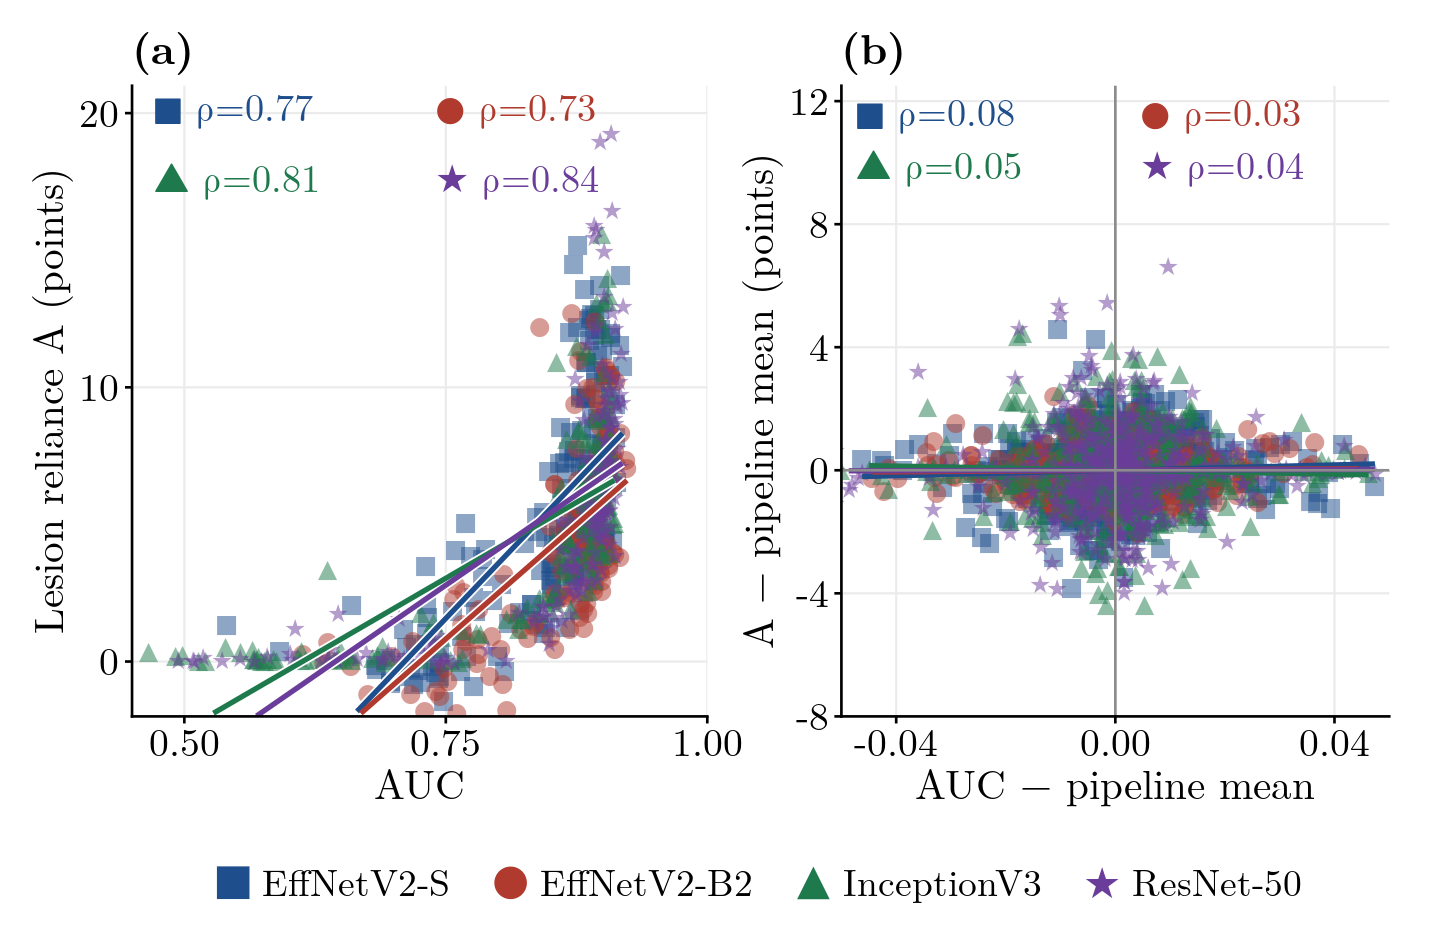 (a)
ρ=0.77
ρ=0.73
ρ=0.81
ρ=0.84
20
10
0
Lesion reliance A (points)
0.50
0.75
1.00
AUC
(b)
ρ=0.08
ρ=0.03
ρ=0.05
ρ=0.04
12
8
4
0
-4
-8
A − pipeline mean (points)
-0.04
0.00
0.04
AUC − pipeline mean
EffNetV2-S
EffNetV2-B2
InceptionV3
ResNet-50